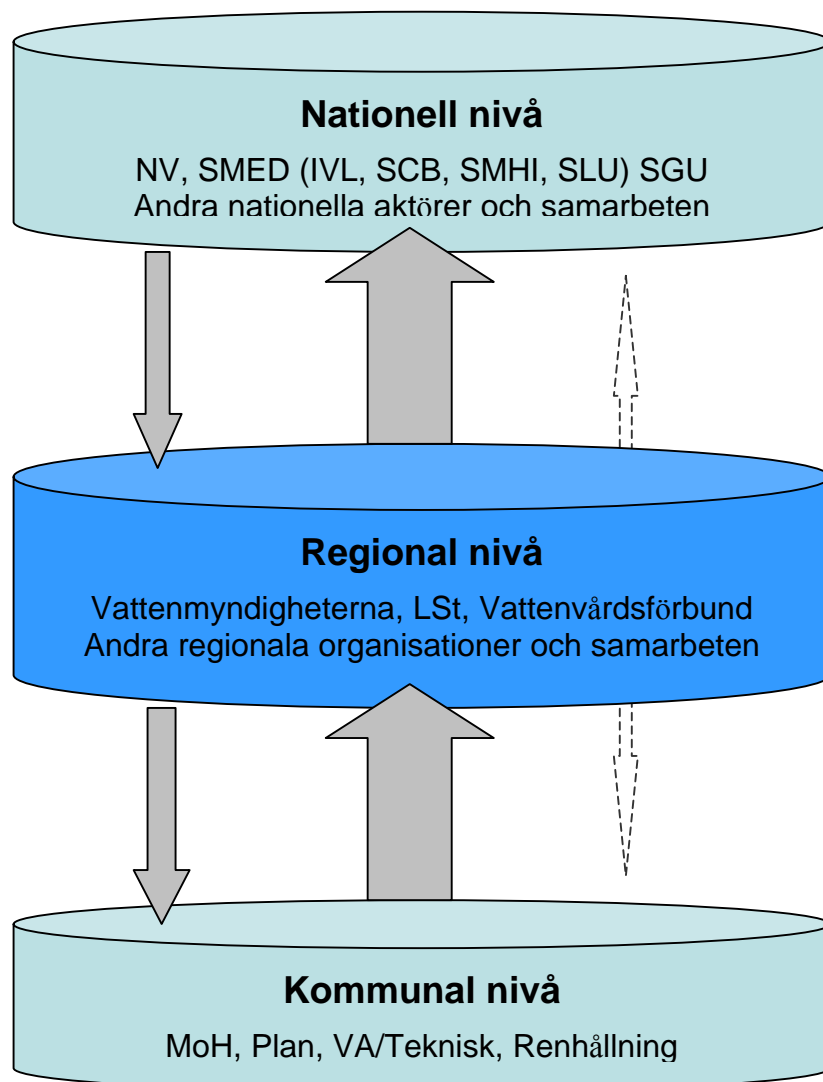 Nationell nivå
NV, SMED (IVL, SCB, SMHI, SLU) SGU
Andra nationella aktörer och samarbeten
Regional nivå
Vattenmyndigheterna, LSt, Vattenvårdsförbund
Andra regionala organisationer och samarbeten
Kommunal nivå
MoH, Plan, VA/Teknisk, Renhållning